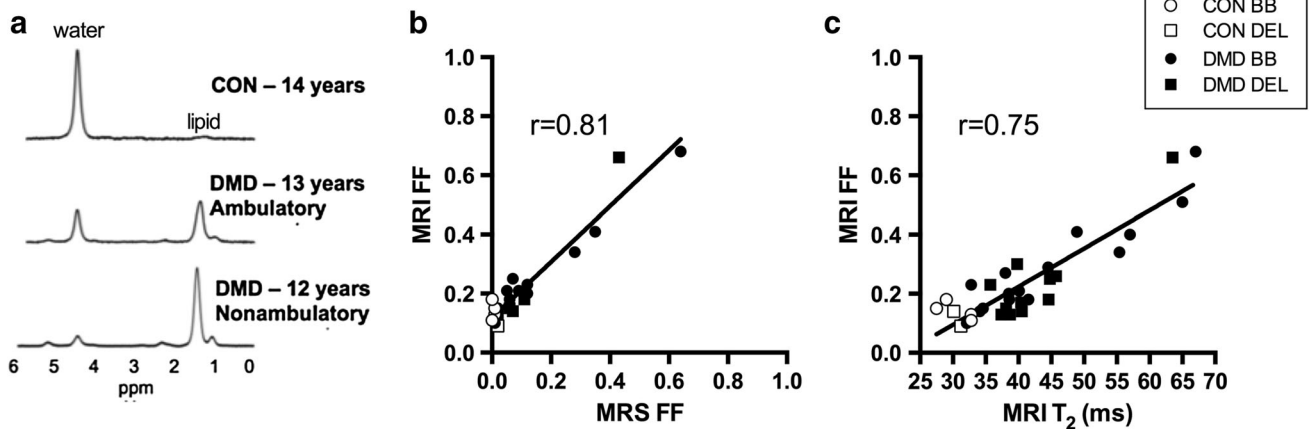 a
water
CON – 14 years
lipid
DMD – 13 years
Ambulatory
DMD – 12 years
Nonambulatory
6 5 4 3 2 1 0
ppm
b
1.0
0.8
0.6
0.4
0.2
0.0
MRI FF
r=0.81
0.0 0.2 0.4 0.6 0.8 1.0
MRS FF
c
1.0
0.8
0.6
0.4
0.2
0.0
MRI FF
r=0.75
25 30 35 40 45 50 55 60 65 70
MRI T2 (ms)
CON BB
CON DEL
DMD BB
DMD DEL